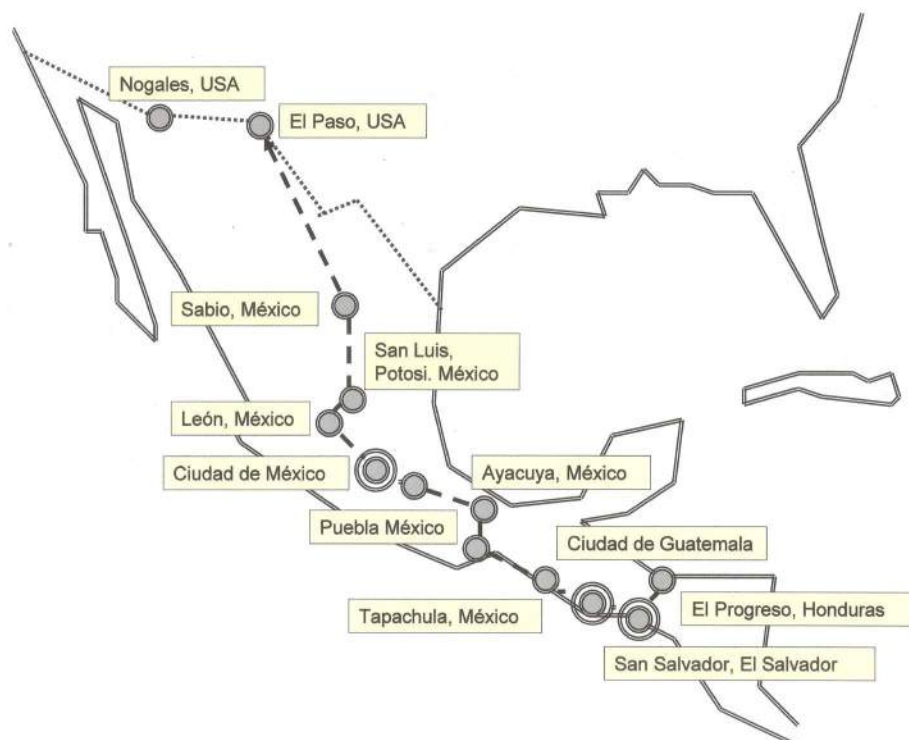 Nogales, USA
El Paso, USA
Sabio, México
San Luis,
Potosi. México
León, México
Ciudad de México
Ayacuya, México
Puebla México
Ciudad de Guatemala
Tapachula, México
El Progreso, Honduras
San Salvador, El Salvador